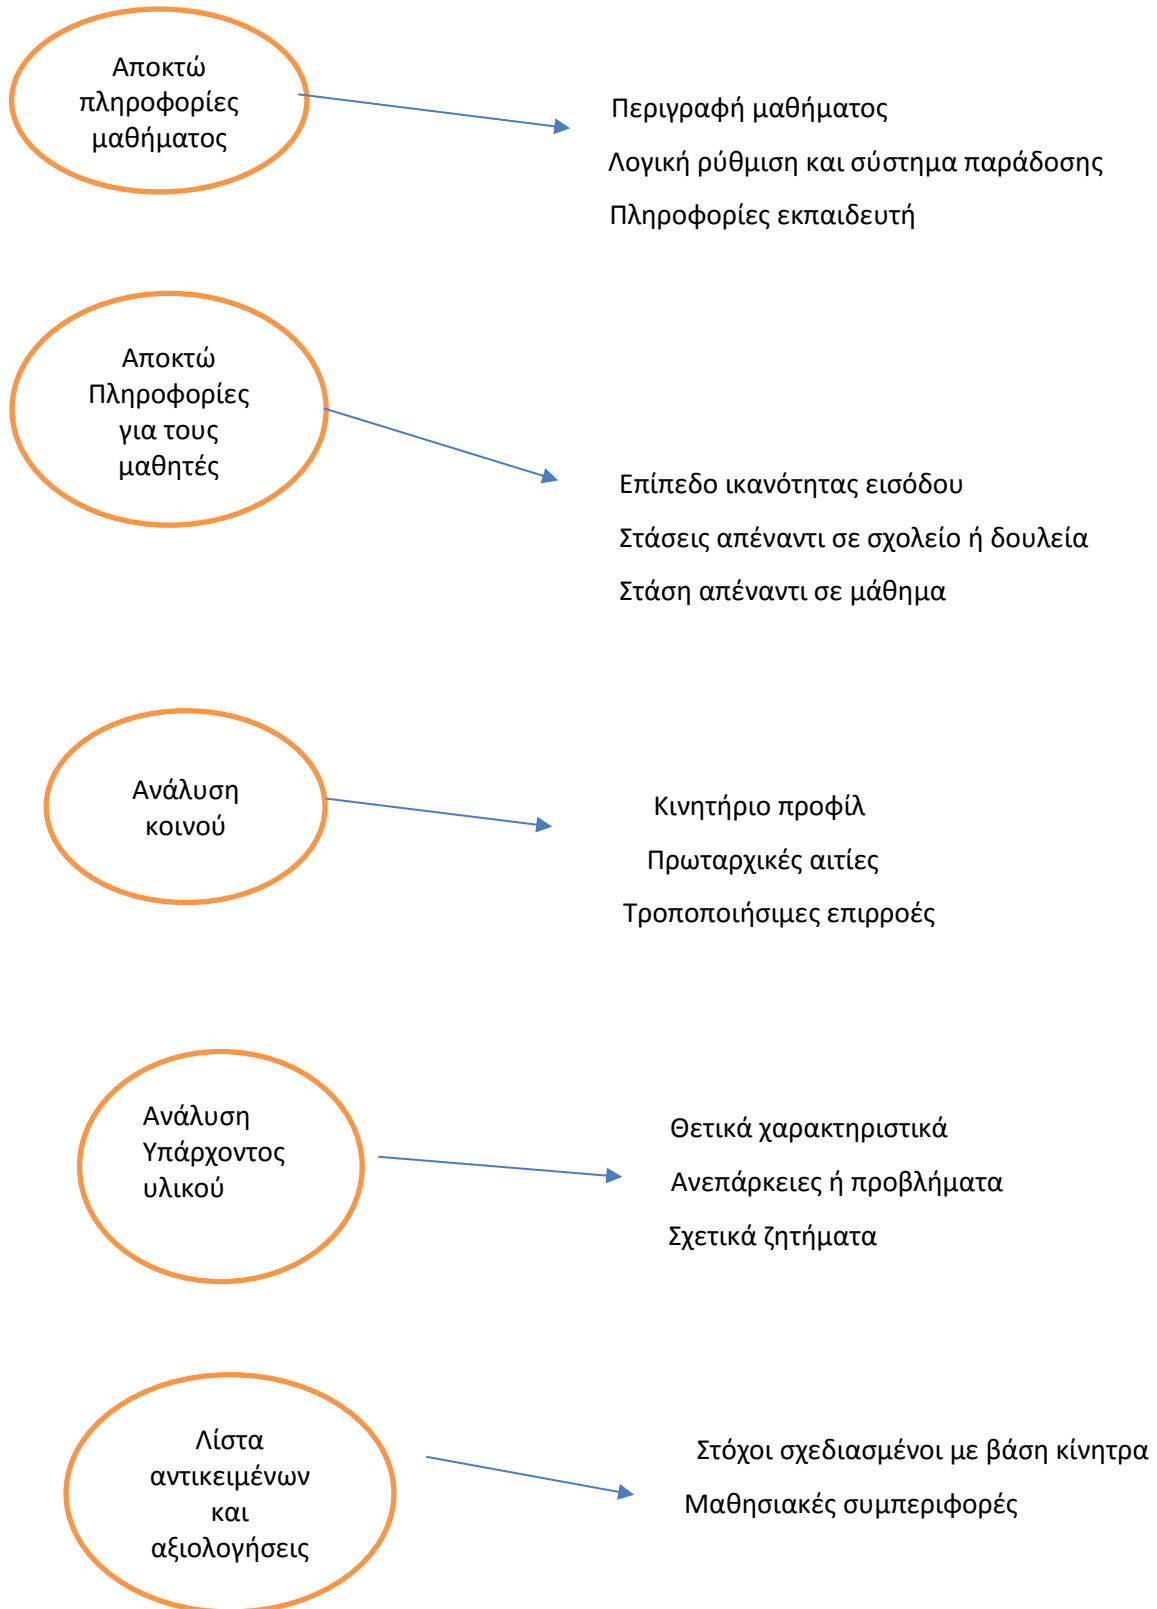 Αποκτώ
πληροφορίες
μαθήματος
Περιγραφή μαθήματος
Λογική ρύθμιση και σύστημα παράδοσης
Πληροφορίες εκπαιδευτή
Αποκτώ
Πληροφορίες
για τους
μαθητές
Επίπεδο ικανότητας εισόδου
Στάσεις απέναντι σε σχολείο ή δουλεία
Στάση απέναντι σε μάθημα
Ανάλυση
κοινού
Κινητήριο προφίλ
Πρωταρχικές αιτίες
Τροποποιήσιμες επιρροές
Ανάλυση
Υπάρχοντος
υλικού
Θετικά χαρακτηριστικά
Ανεπάρκειες ή προβλήματα
Σχετικά ζητήματα
Λίστα
αντικειμένων
και
αξιολογήσεις
Στόχοι σχεδιασμένοι με βάση κίνητρα
Μαθησιακές συμπεριφορές